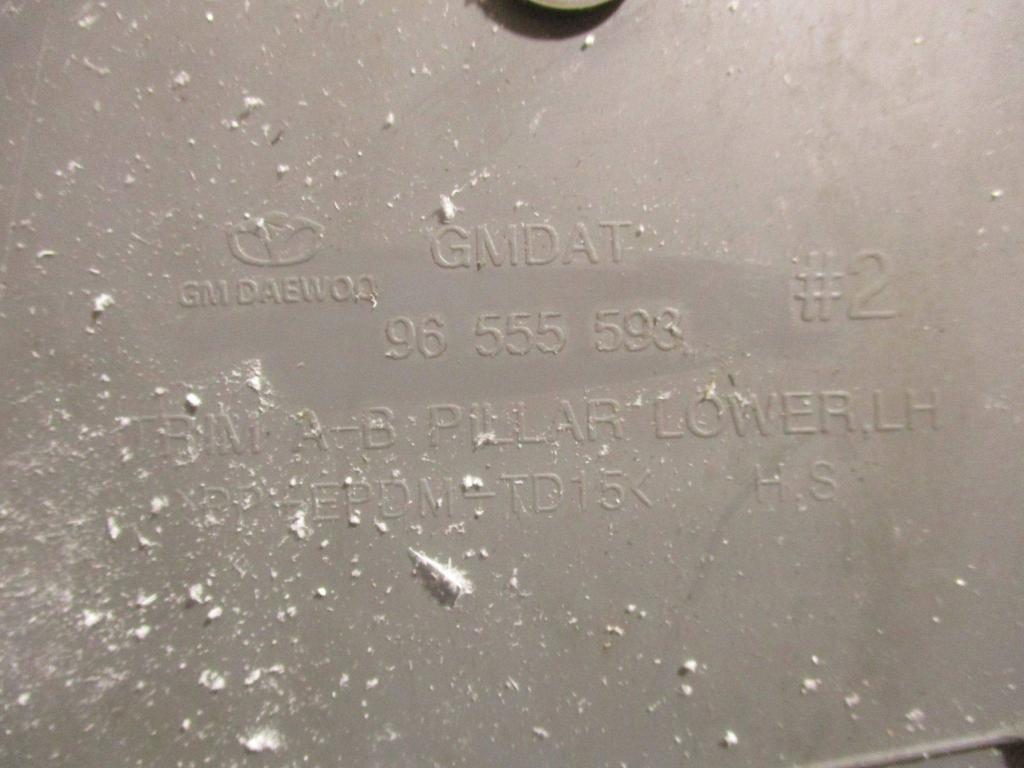 GMDAT
GM DAEWOO
#2
96 555 593
TRIM A-B PILLAR LOWER,LH
>PP+EPDM-TD15< H.S